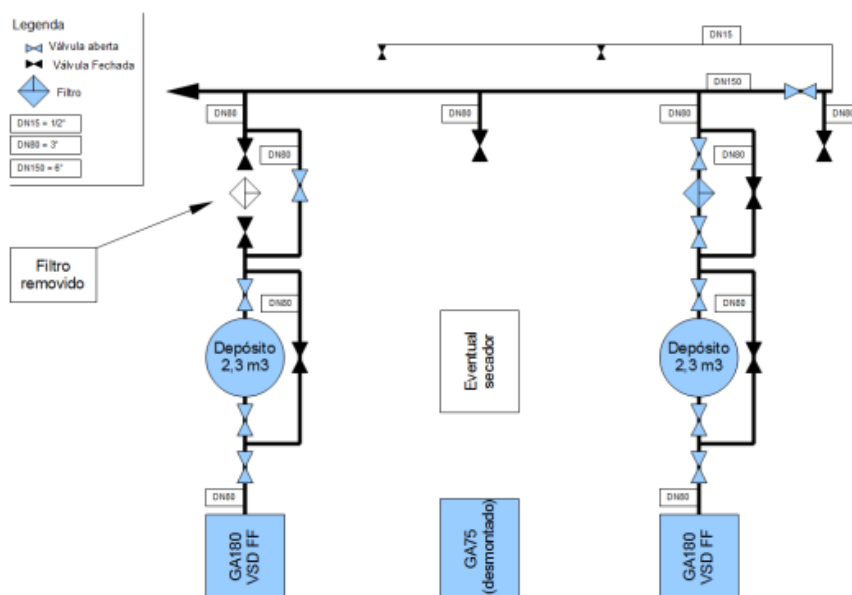 Legenda
Válvula aberta
Válvula Fechada
Filtro
DN15 = 1/2"
DN80 = 3"
DN150 = 6"
DN15
DN150
DN80
DN80
DN80
DN80
DN80
DN80
Filtro
removido
DN80
DN80
Depósito
2,3 m3
Eventual
secador
Depósito
2,3 m3
DN80
DN80
GA180
VSD FF
GA75
(desmontado)
GA180
VSD FF